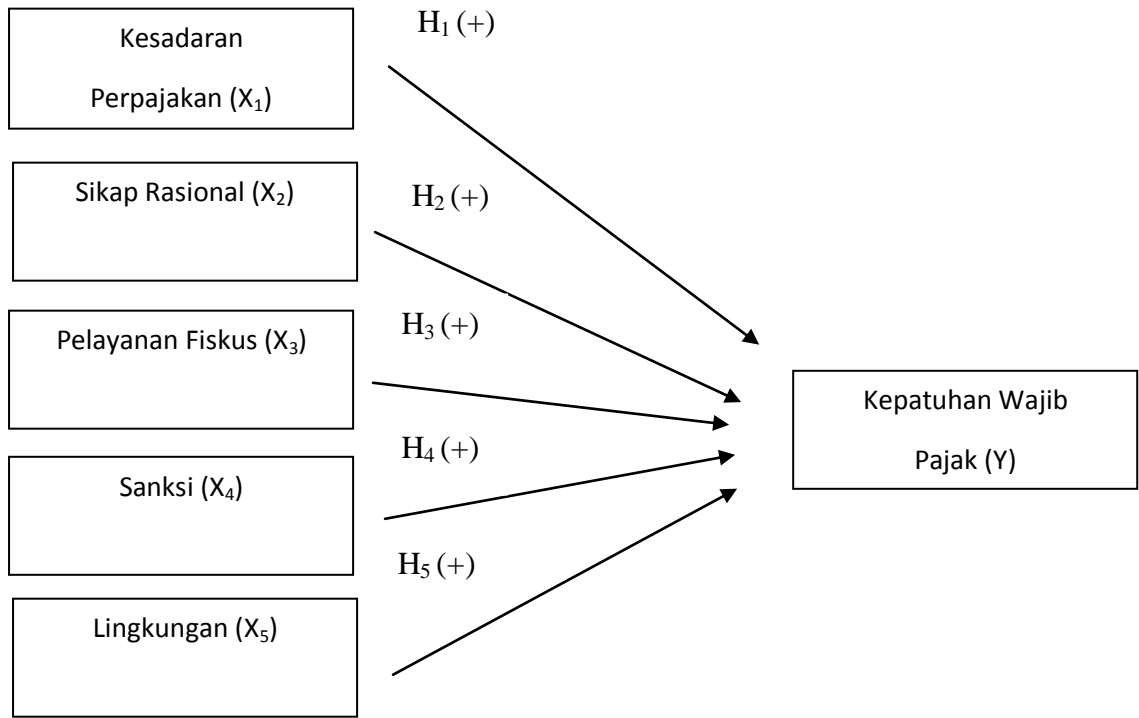 Kesadaran
Perpajakan (X₁)
H₁ (+)
Sikap Rasional (X₂)
H₂ (+)
Pelayanan Fiskus (X₃)
H₃ (+)
Sanksi (X₄)
H₄ (+)
Lingkungan (X₅)
H₅ (+)
Kepatuhan Wajib
Pajak (Y)